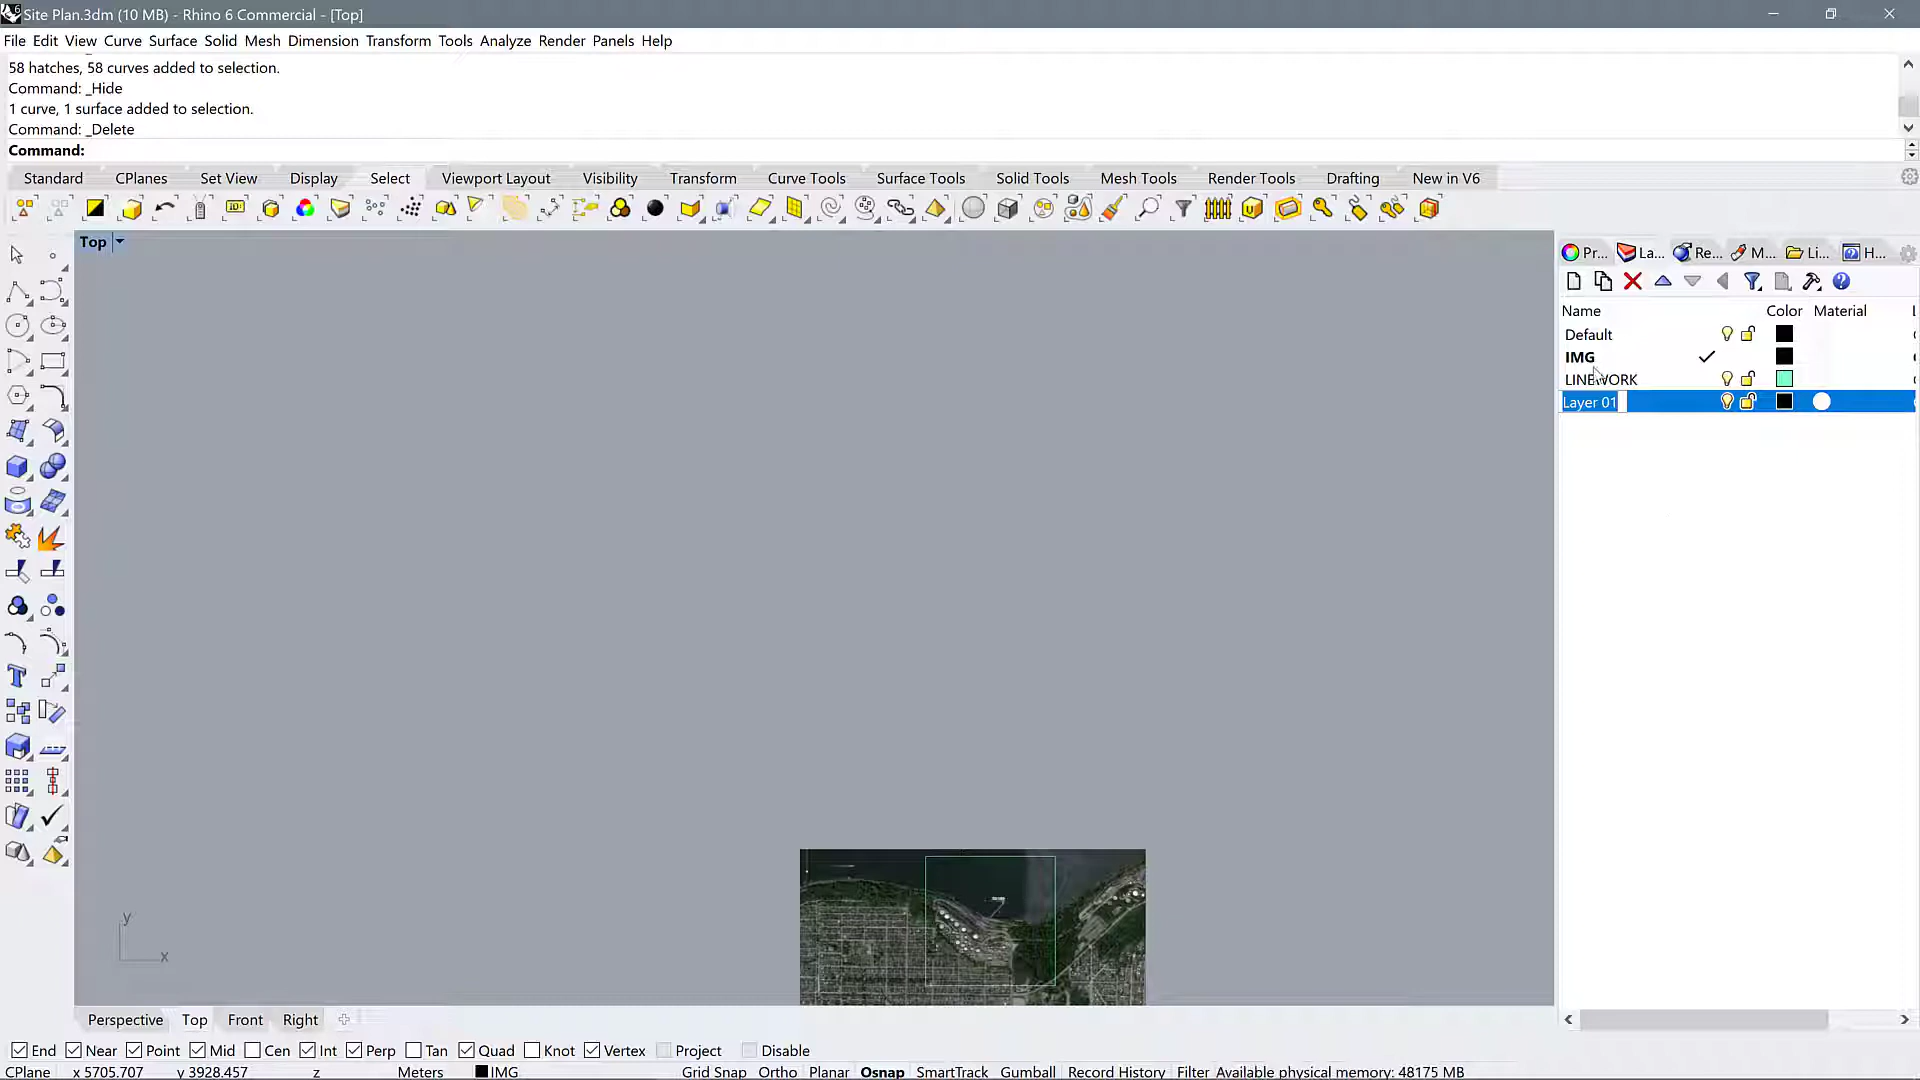 Site Plan.3dm (10 MB) - Rhino 6 Commercial - [Top]
File Edit View Curve Surface Solid Mesh Dimension Transform Tools Analyze Render Panels Help
58 hatches, 58 curves added to selection.
Command: _Hide
1 curve, 1 surface added to selection.
Command: _Delete
Command:
Standard CPlanes Set View Display Select Viewport Layout Visibility Transform Curve Tools Surface Tools Solid Tools Mesh Tools Render Tools Drafting New in V6
Top
Pr... La... Re... M... Li... H...
Name Color Material
Default
IMG
LINEWORK
Layer 01
y
x
Perspective Top Front Right
End Near Point Mid Cen Int Perp Tan Quad Knot Vertex Project Disable
CPlane x 5705.707 y 3928.457 z Meters IMG Grid Snap Ortho Planar Osnap SmartTrack Gumball Record History Filter Available physical memory: 48175 MB